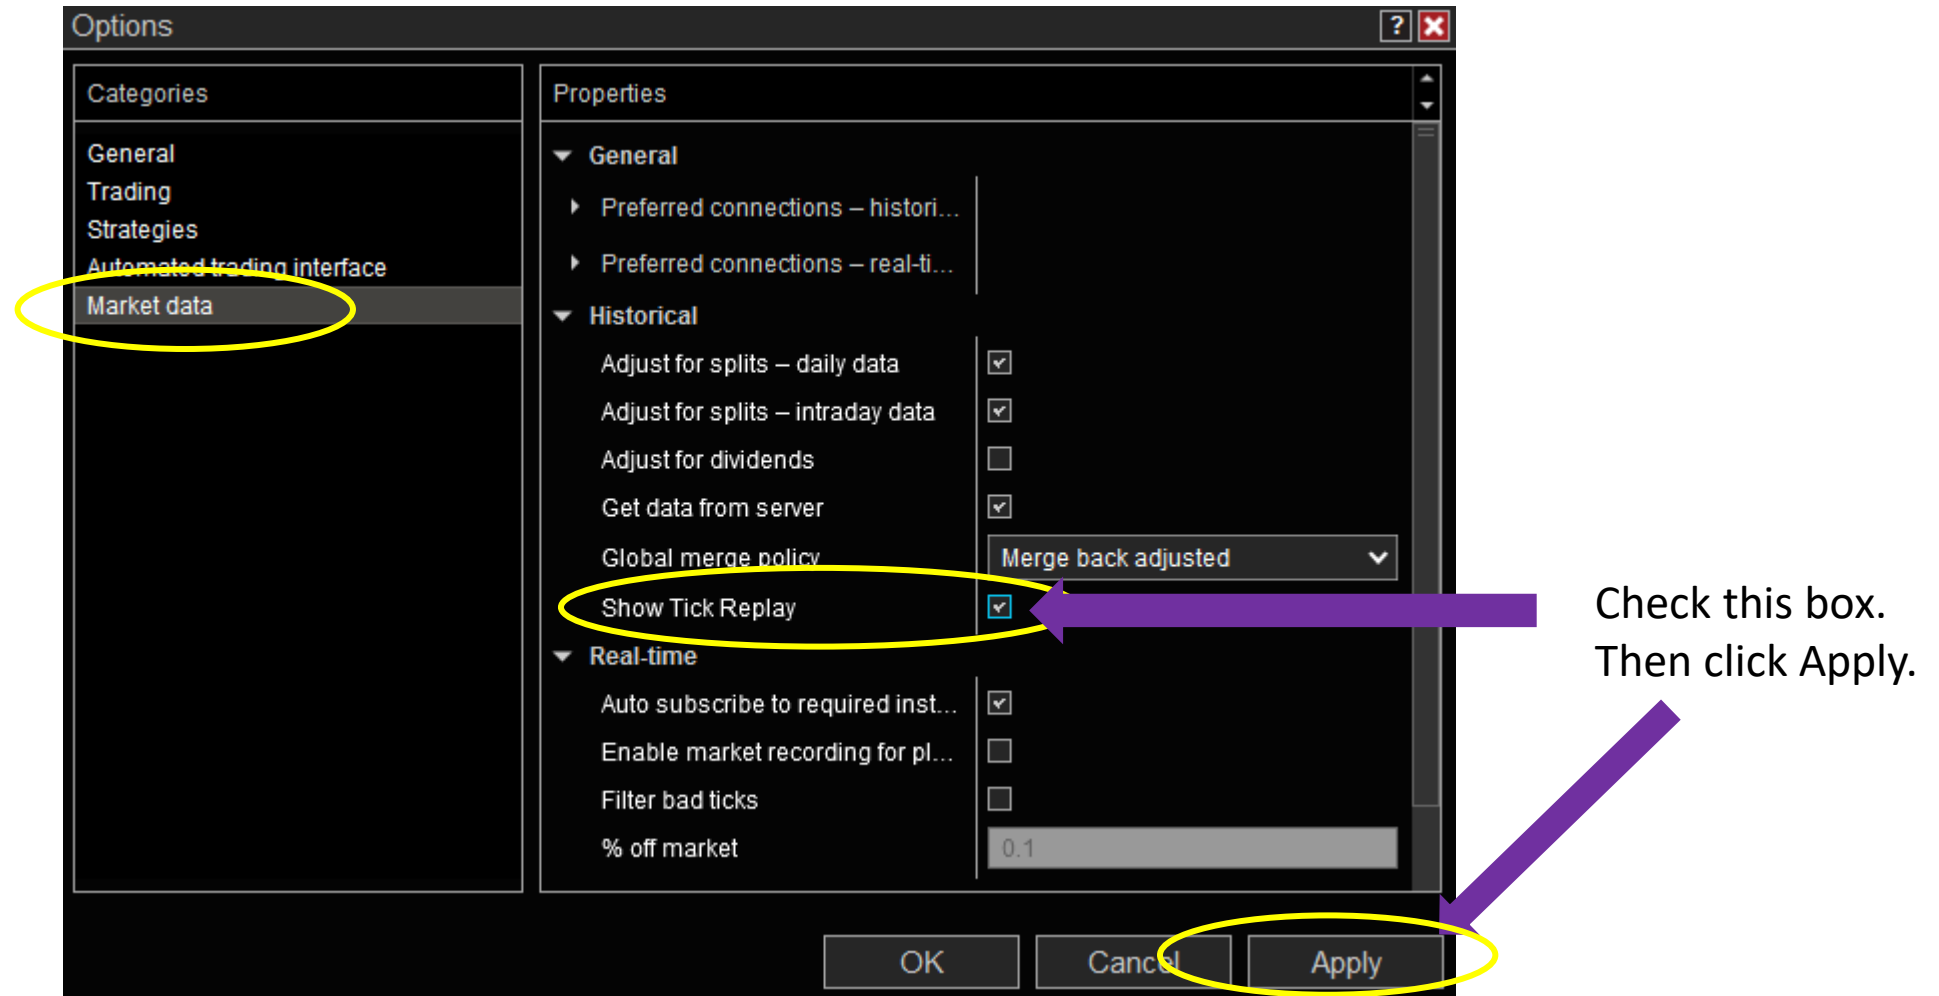 Options
?
Categories
General
Trading
Strategies
Automated trading interface
Market data
Properties
General
Preferred connections – histori...
Preferred connections – real-ti...
Historical
Adjust for splits – daily data
Adjust for splits – intraday data
Adjust for dividends
Get data from server
Global merge policy Merge back adjusted
Show Tick Replay
Real-time
Auto subscribe to required inst...
Enable market recording for pl...
Filter bad ticks
% off market 0.1
OK Cancel Apply
Check this box.
Then click Apply.